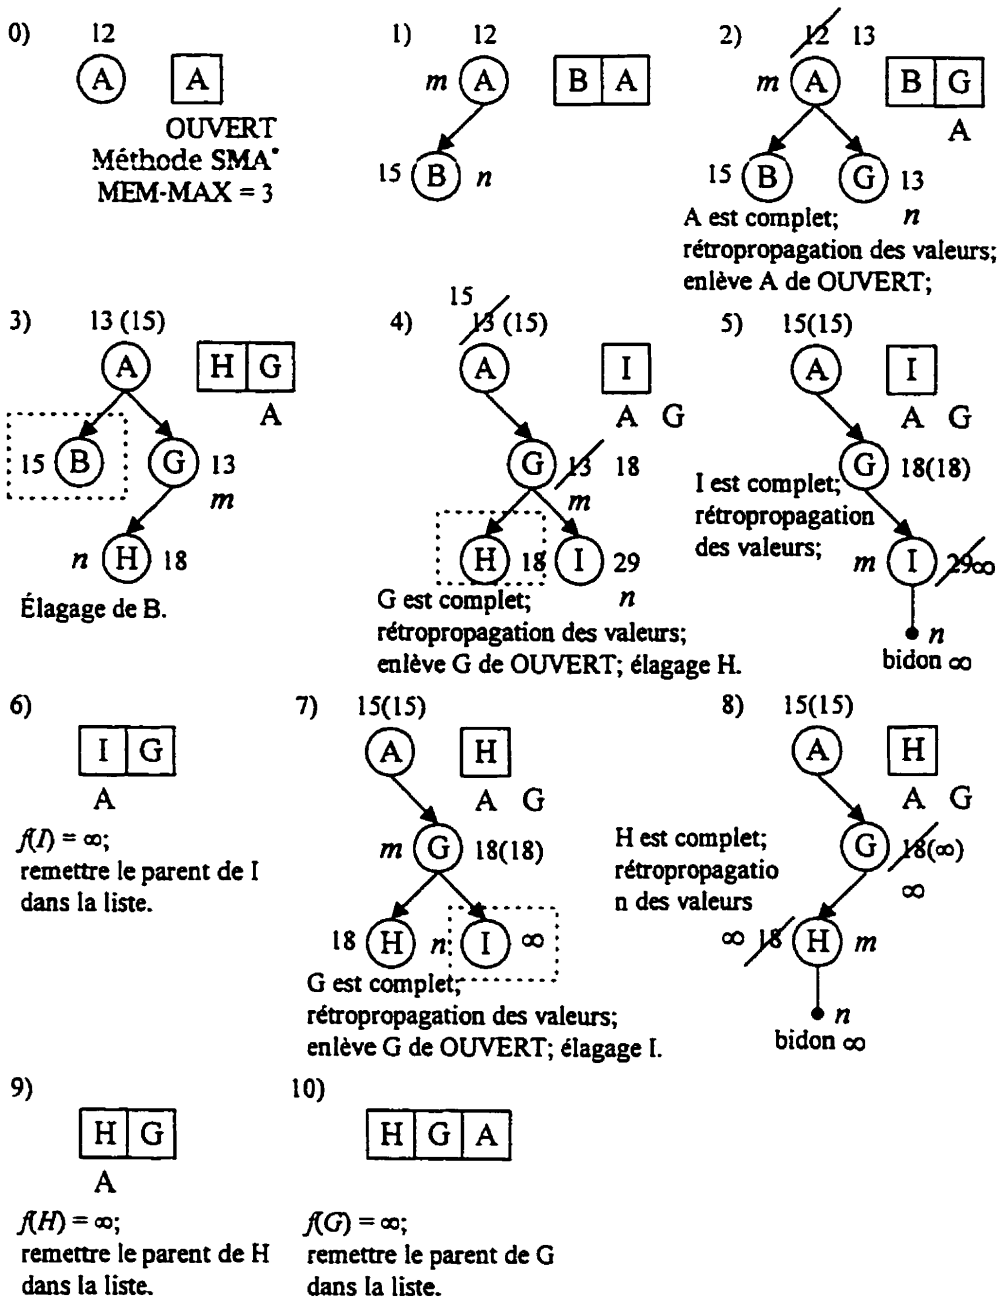 0)
12
A
A
OUVERT
Méthode SMA*
MEM-MAX = 3
1)
12
m A
B A
15 B n
2)
12 13
m A
B G
A
15 B G 13
n
A est complet;
rétropropagation des valeurs;
enlève A de OUVERT;
3)
13 (15)
A
H G
A
15 B G 13
m
n H 18
Élagage de B.
4)
15
13 (15)
A
I
A G
G 13 18
m
H 18 I 29
n
G est complet;
rétropropagation des valeurs;
enlève G de OUVERT; élagage H.
5)
15(15)
A
I
A G
G 18(18)
I est complet;
rétropropagation
des valeurs;
m I 29 ∞
n
bidon ∞
6)
I G
A
f(I) = ∞;
remettre le parent de I
dans la liste.
7)
15(15)
A
H
A G
m G 18(18)
18 H n I ∞
G est complet;
rétropropagation des valeurs;
enlève G de OUVERT; élagage I.
8)
15(15)
A
H
A G
G 18(∞)
∞
H est complet;
rétropropagatio
n des valeurs
∞ 18 H m
n
bidon ∞
9)
H G
A
f(H) = ∞;
remettre le parent de H
dans la liste.
10)
H G A
f(G) = ∞;
remettre le parent de G
dans la liste.